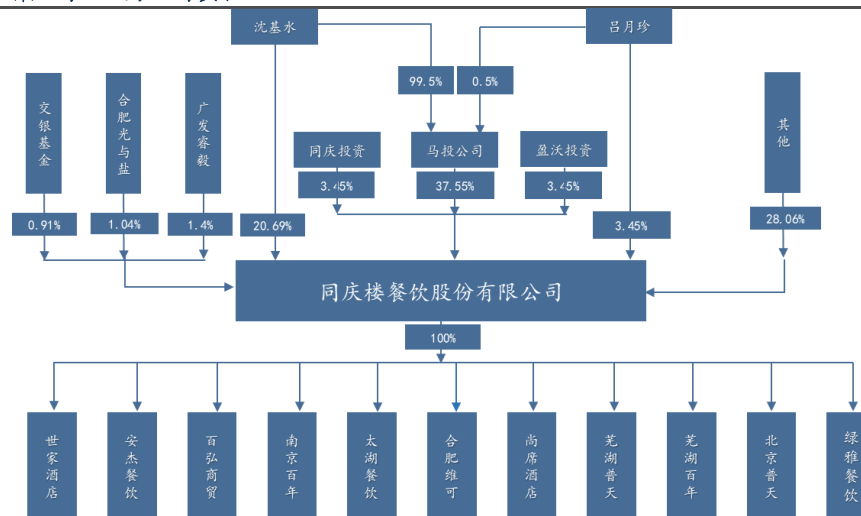 沈基水
吕月珍
99.5%
0.5%
交银基金
合肥光与盐
广发睿毅
其他
同庆投资
马投公司
盈沃投资
3.45%
37.55%
3.45%
0.91%
1.04%
1.4%
20.69%
3.45%
28.06%
同庆楼餐饮股份有限公司
100%
世家酒店
安杰餐饮
百弘商贸
南京百年
太湖餐饮
合肥维可
尚席酒店
芜湖普天
芜湖百年
北京普天
绿雅餐饮